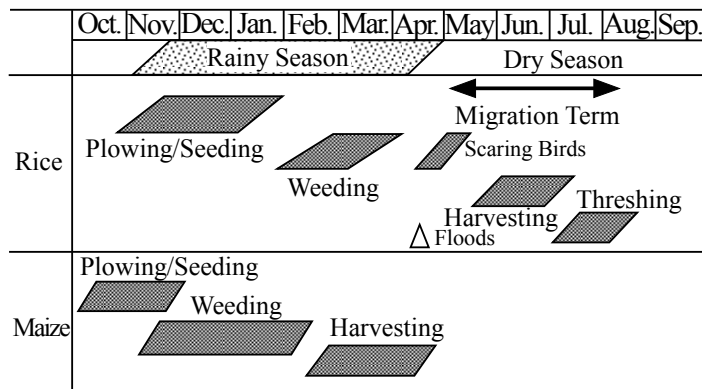 Oct. Nov. Dec. Jan. Feb. Mar. Apr. May Jun. Jul. Aug. Sep.
Rainy Season Dry Season
Migration Term
Rice
Plowing/Seeding
Scaring Birds
Weeding
Harvesting
Threshing
Floods
Maize
Plowing/Seeding
Weeding
Harvesting